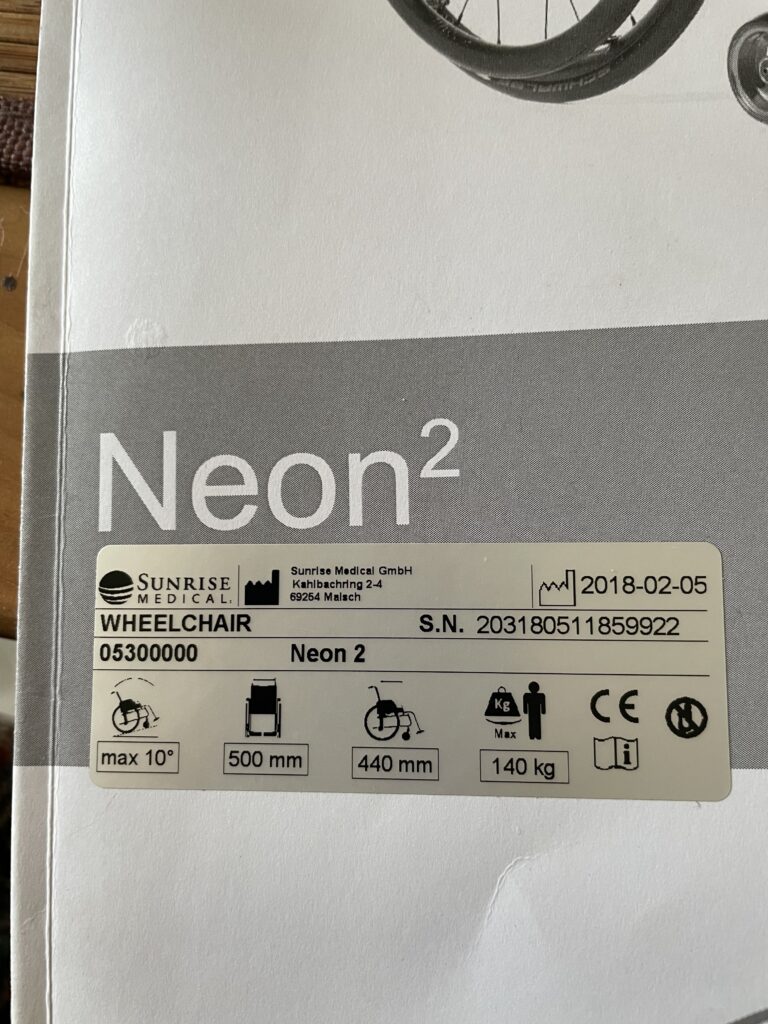 SCHWALBE
Neon²
SUNRISE
MEDICAL.
Sunrise Medical GmbH
Kahlbachring 2-4
69254 Malsch
2018-02-05
WHEELCHAIR S.N. 203180511859922
05300000 Neon 2
Kg
Max
CE
i
max 10° 500 mm 440 mm 140 kg